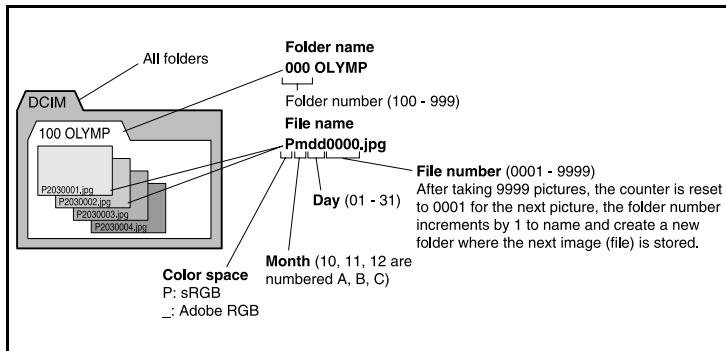 Folder name
All folders
000 OLYMP
DCIM
Folder number (100 - 999)
File name
100 OLYMP
Pmdd0000.jpg
File number (0001 - 9999)
After taking 9999 pictures, the counter is reset
to 0001 for the next picture, the folder number
increments by 1 to name and create a new
folder where the next image (file) is stored.
P2030001.jpg
P2030002.jpg
P2030003.jpg
P2030004.jpg
Day (01 - 31)
Month (10, 11, 12 are
numbered A, B, C)
Color space
P: sRGB
_: Adobe RGB